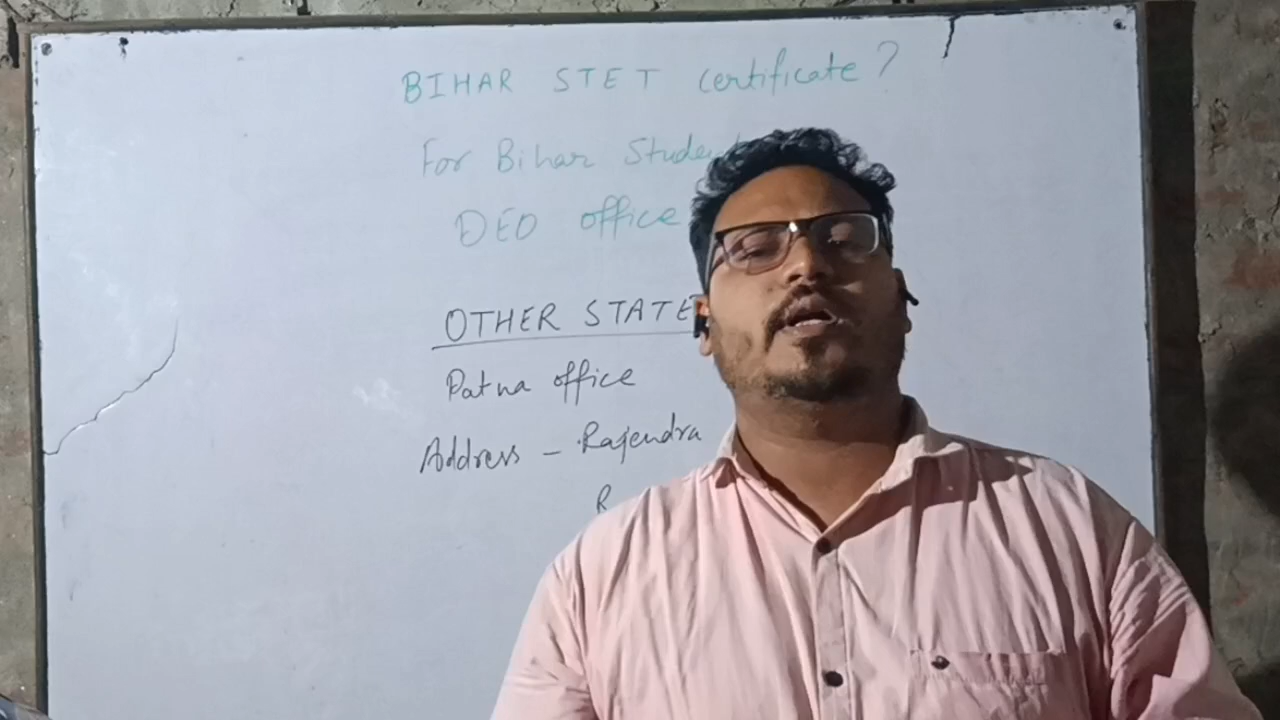 BIHAR STET certificate?
For Bihar
DEO office
OTHER STATE
Patna office
Address - Rajendra
R